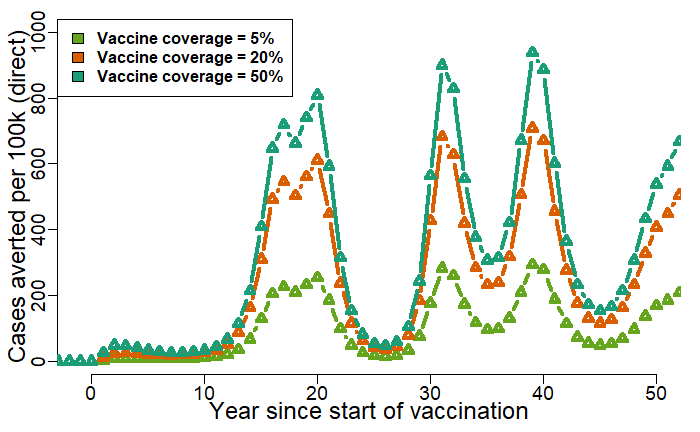 Vaccine coverage = 5%
Vaccine coverage = 20%
Vaccine coverage = 50%
Cases averted per 100k (direct)
0 200 400 600 800 1000
0 10 20 30 40 50
Year since start of vaccination